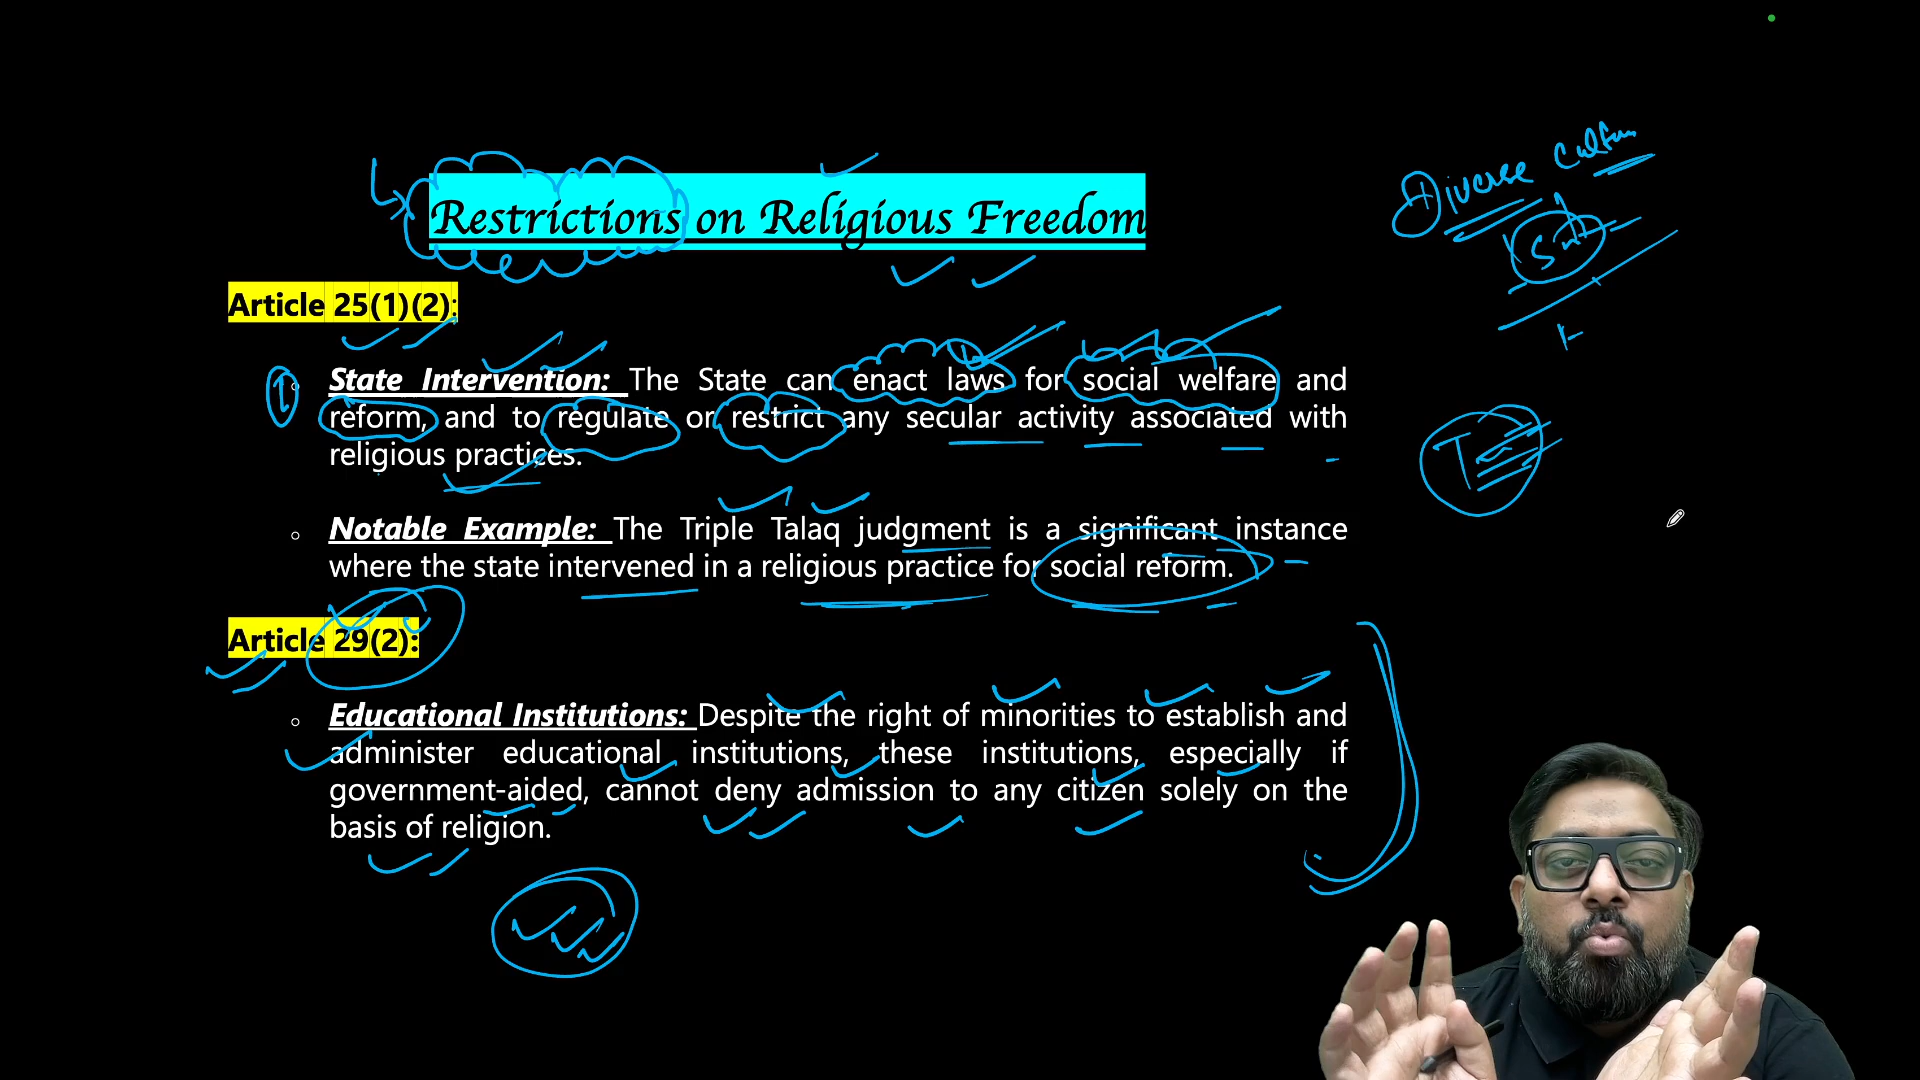 Restrictions on Religious Freedom
Article 25(1)(2):
State Intervention: The State can enact laws for social welfare and
reform, and to regulate or restrict any secular activity associated with
religious practices.
Notable Example: The Triple Talaq judgment is a significant instance
where the state intervened in a religious practice for social reform.
Article 29(2):
Educational Institutions: Despite the right of minorities to establish and
administer educational institutions, these institutions, especially if
government-aided, cannot deny admission to any citizen solely on the
basis of religion.
Diverse